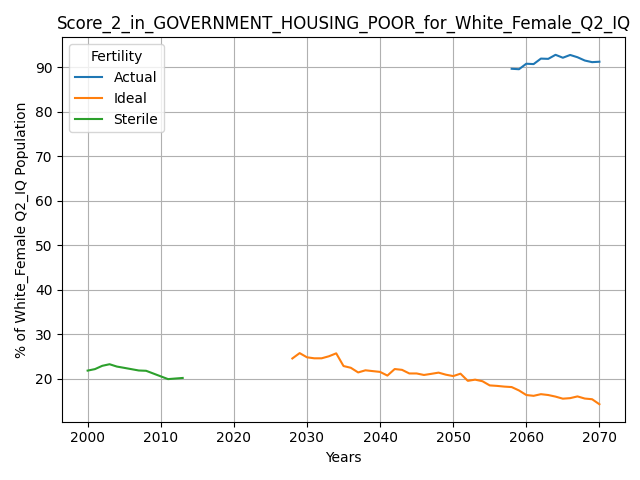 Score_2_in_GOVERNMENT_HOUSING_POOR_for_White_Female_Q2_IQ
Fertility
Actual
Ideal
Sterile
% of White_Female Q2_IQ Population
90
80
70
60
50
40
30
20
2000 2010 2020 2030 2040 2050 2060 2070
Years